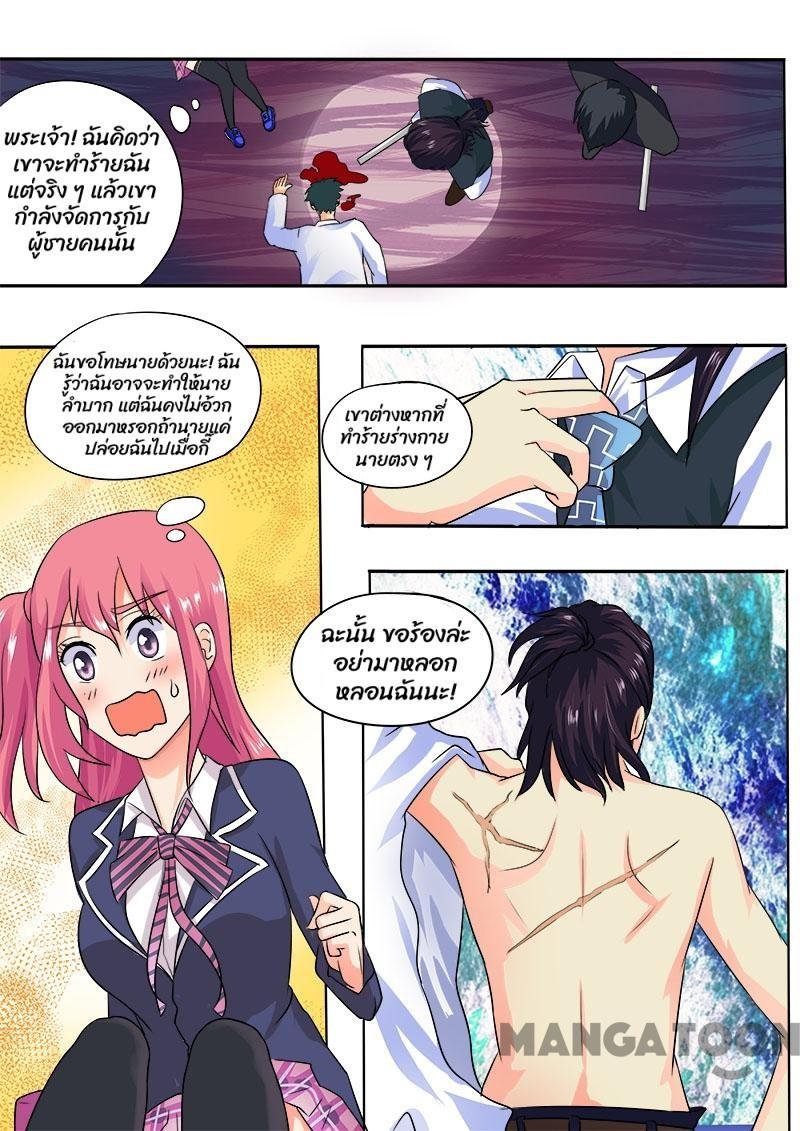 พระเจ้า! ฉันคิดว่า
เขาจะทำร้ายฉัน
แต่จริง ๆ แล้วเขา
กำลังจัดการกับ
ผู้ชายคนนั้น
ฉันขอโทษนายด้วยนะ! ฉัน
รู้ว่าฉันอาจจะทำให้นาย
ลำบาก แต่ฉันคงไม่อ้วก
ออกมาหรอกถ้านายแค่
ปล่อยฉันไปเมื่อกี้
เขาต่างหากที่
ทำร้ายร่างกาย
นายตรง ๆ
ฉะนั้น ขอร้องล่ะ
อย่ามาหลอก
หลอนฉันนะ!
MANGATOON